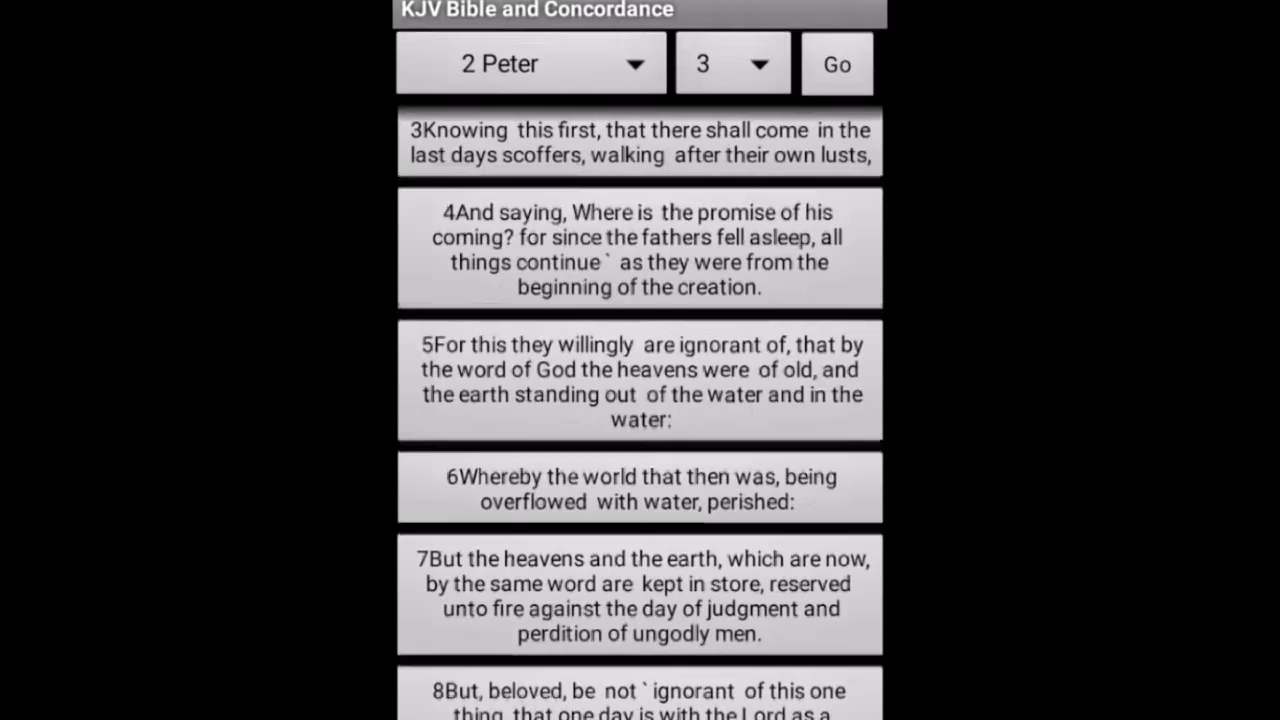 KJV Bible and Concordance
2 Peter 3 Go
3Knowing this first, that there shall come in the
last days scoffers, walking after their own lusts,
4And saying, Where is the promise of his
coming? for since the fathers fell asleep, all
things continue` as they were from the
beginning of the creation.
5For this they willingly are ignorant of, that by
the word of God the heavens were of old, and
the earth standing out of the water and in the
water:
6Whereby the world that then was, being
overflowed with water, perished:
7But the heavens and the earth, which are now,
by the same word are kept in store, reserved
unto fire against the day of judgment and
perdition of ungodly men.
8But, beloved, be not ` ignorant of this one
thing, that one day is with the Lord as a